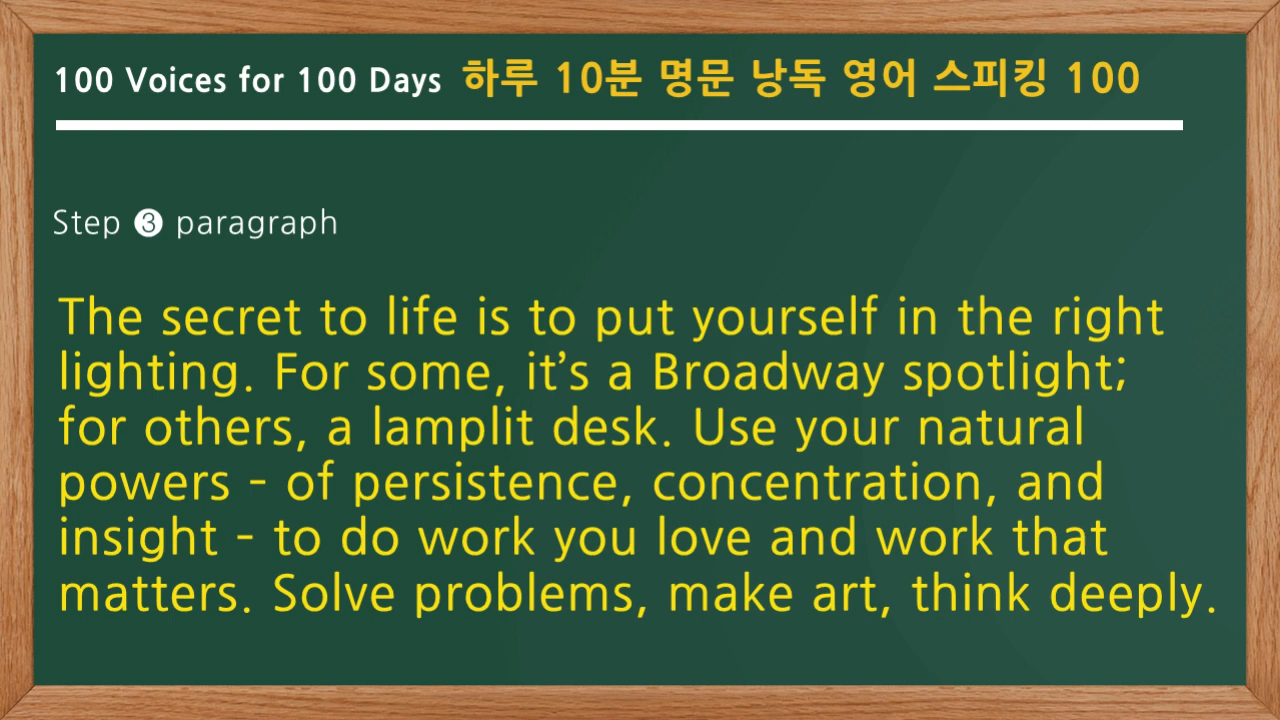 100 Voices for 100 Days 하루 10분 명문 낭독 영어 스피킹 100
Step ❸ paragraph
The secret to life is to put yourself in the right
lighting. For some, it’s a Broadway spotlight;
for others, a lamplit desk. Use your natural
powers - of persistence, concentration, and
insight - to do work you love and work that
matters. Solve problems, make art, think deeply.